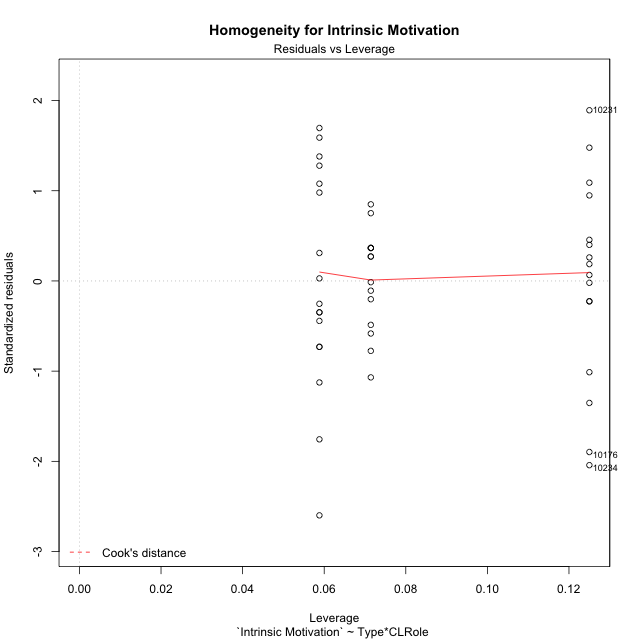 Homogeneity for Intrinsic Motivation
Residuals vs Leverage
2
1
0
-1
-2
-3
Standardized residuals
10231
10176
10234
Cook's distance
0.00 0.02 0.04 0.06 0.08 0.10 0.12
Leverage
`Intrinsic Motivation` ~ Type*CLRole